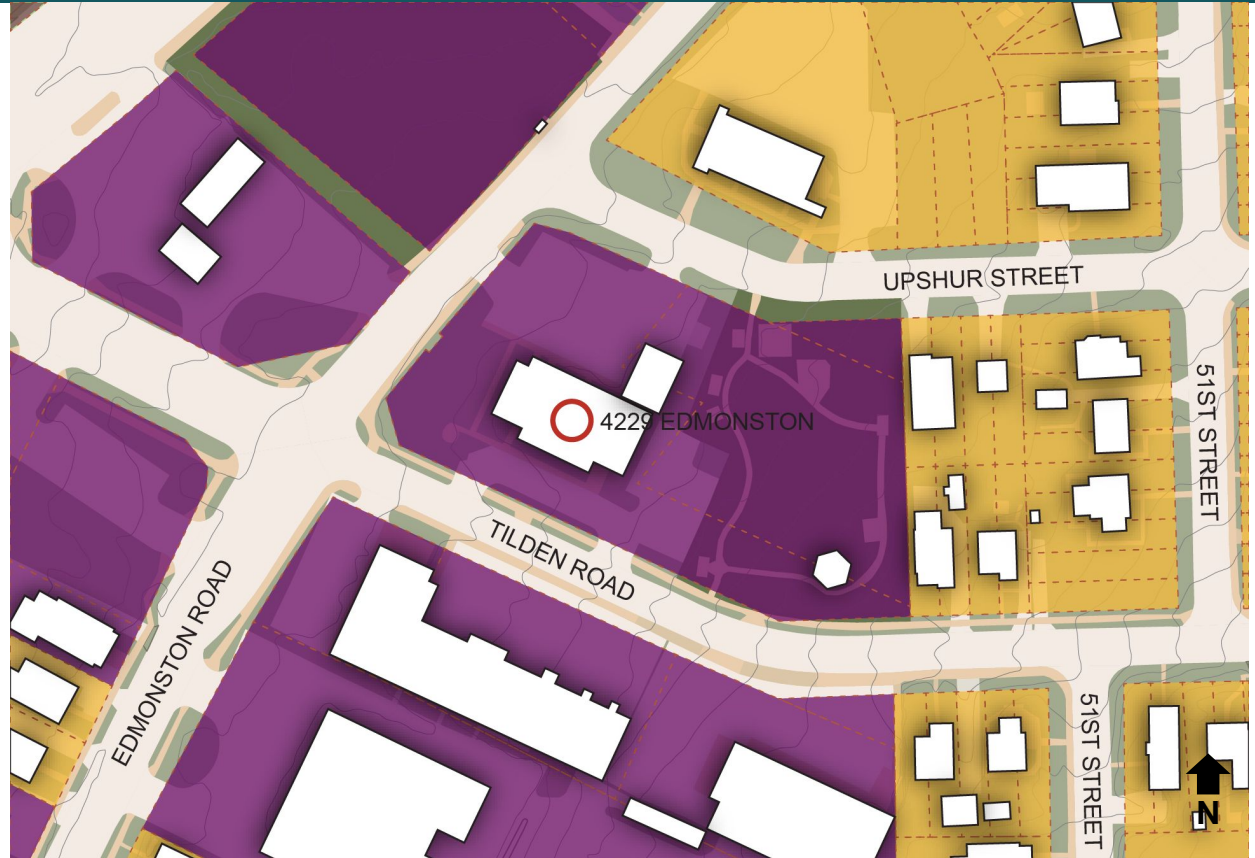 UPSHUR STREET
51ST STREET
4229 EDMONSTON
TILDEN ROAD
EDMONSTON ROAD
51ST STREET
N